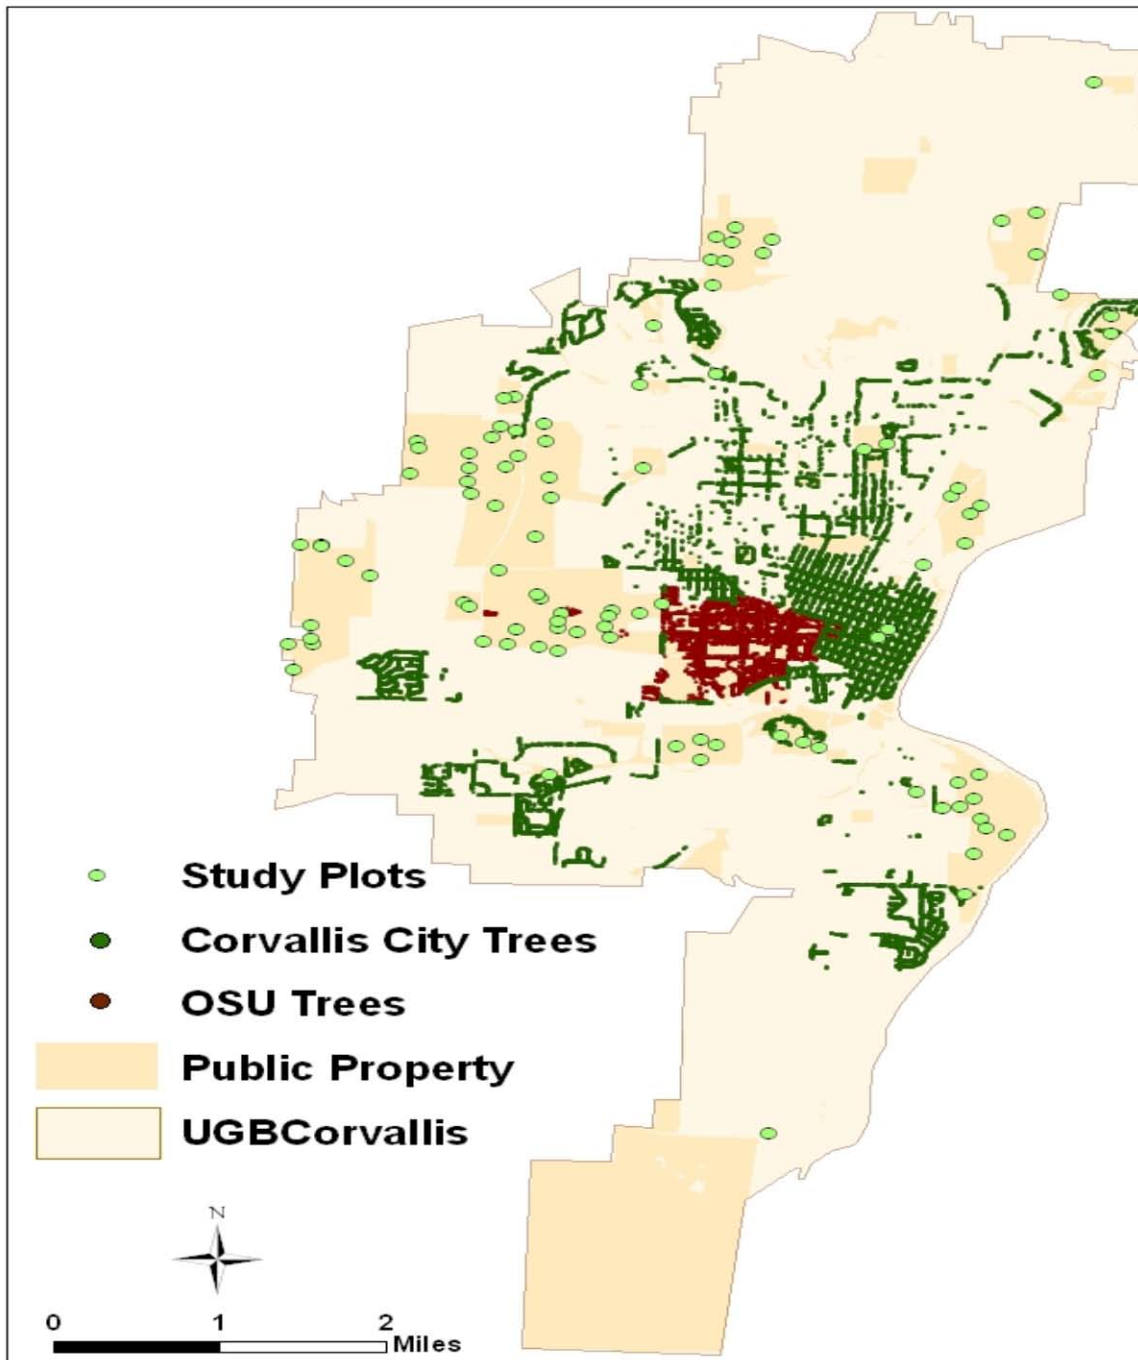 Study Plots
Corvallis City Trees
OSU Trees
Public Property
UGBCorvallis
N
0 1 2
Miles